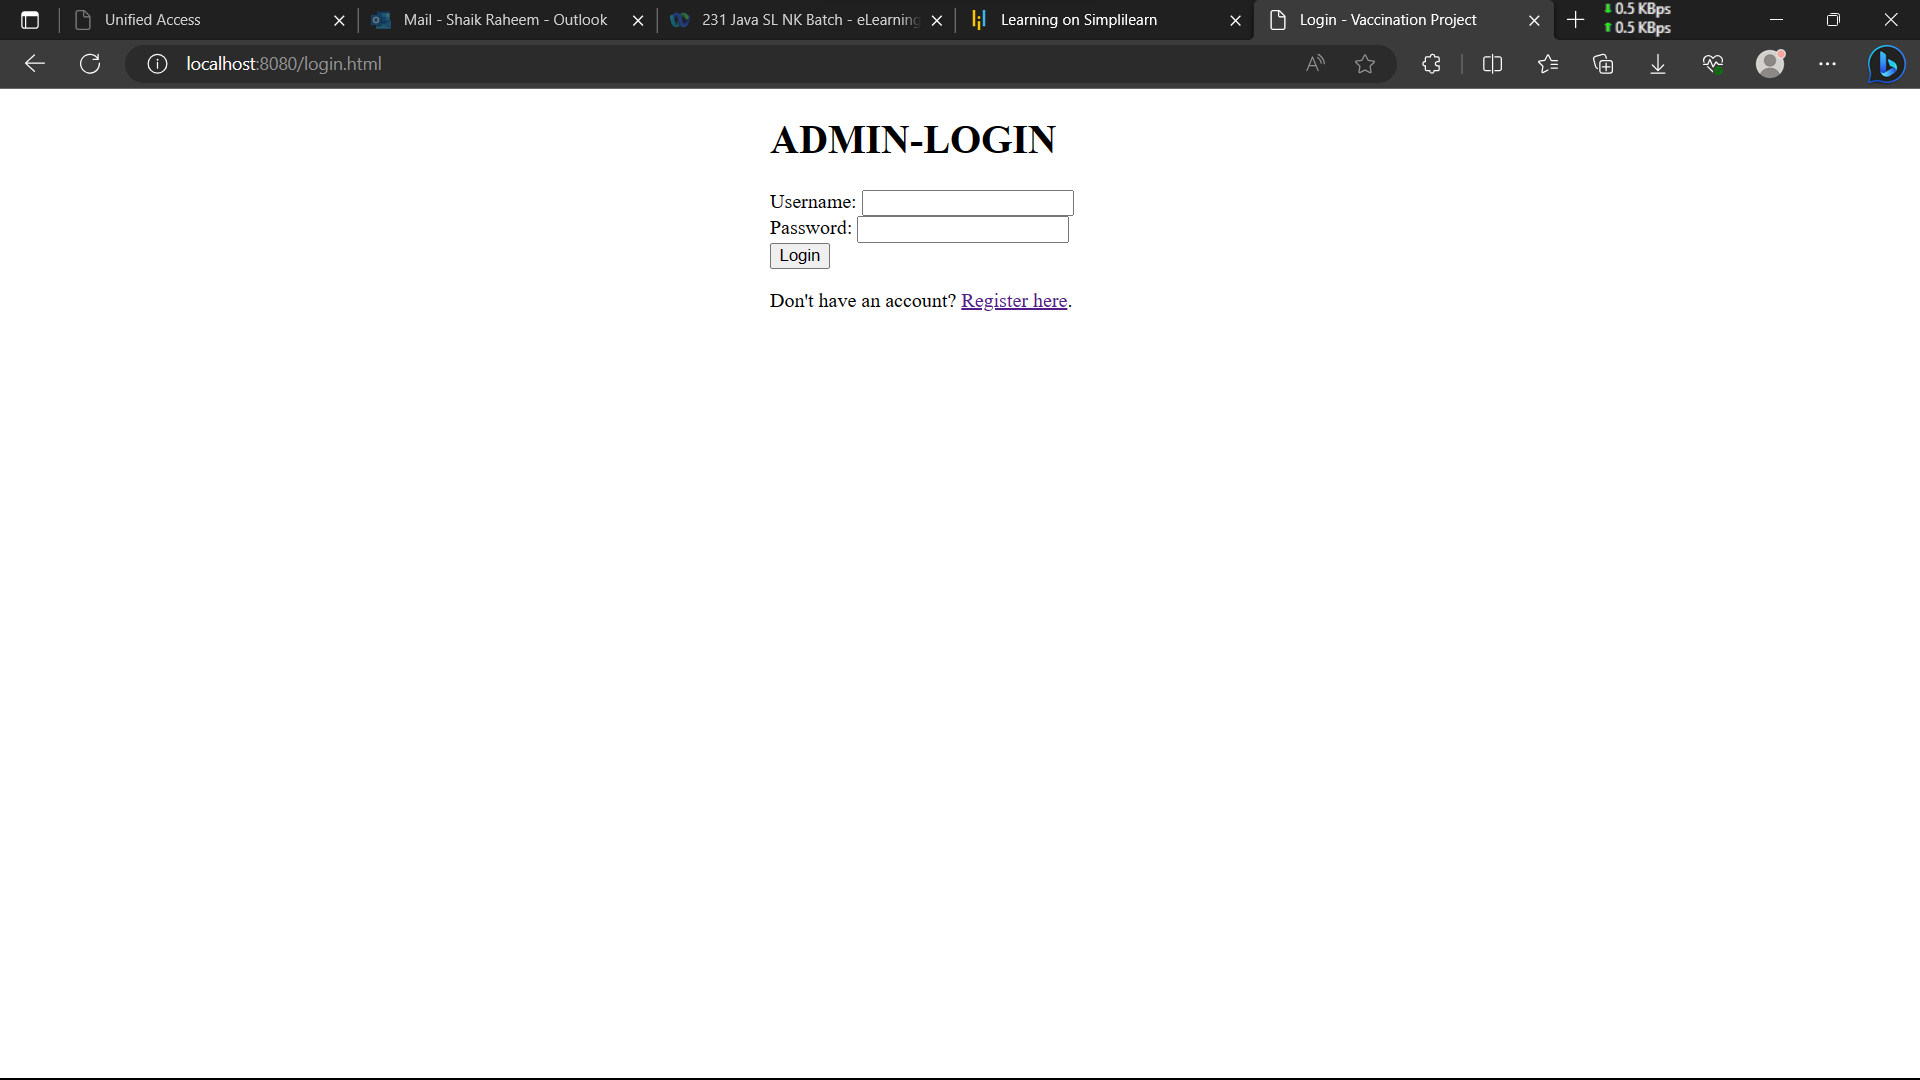 Unified Access
Mail - Shaik Raheem - Outlook
231 Java SL NK Batch - eLearning
Learning on Simplilearn
Login - Vaccination Project
0.5 KBps
0.5 KBps
localhost:8080/login.html
ADMIN-LOGIN
Username:
Password:
Login
Don't have an account? Register here.